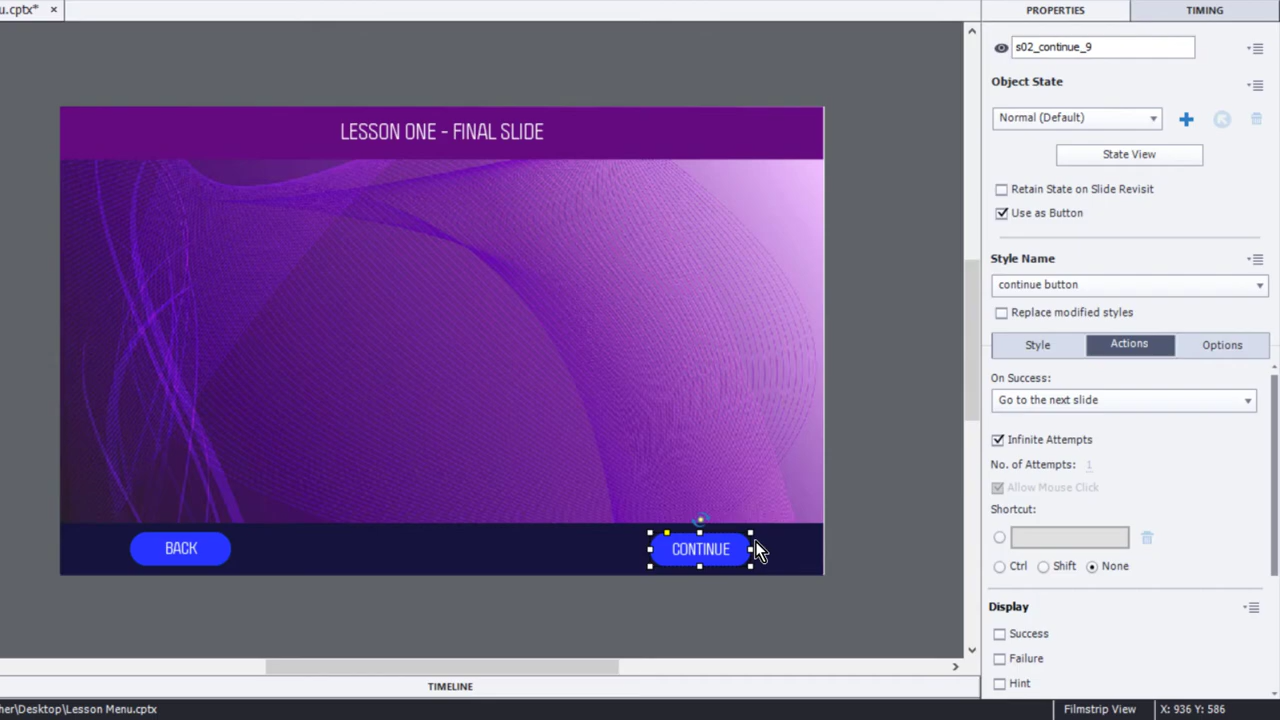 u.cptx* ×
PROPERTIES
TIMING
s02_continue_9
Object State
Normal (Default)
State View
Retain State on Slide Revisit
Use as Button
Style Name
continue button
Replace modified styles
Style
Actions
Options
On Success:
Go to the next slide
Infinite Attempts
No. of Attempts: 1
Allow Mouse Click
Shortcut:
Ctrl
Shift
None
Display
Success
Failure
Hint
LESSON ONE - FINAL SLIDE
BACK
CONTINUE
TIMELINE
her\Desktop\Lesson Menu.cptx
Filmstrip View
X: 936 Y: 586